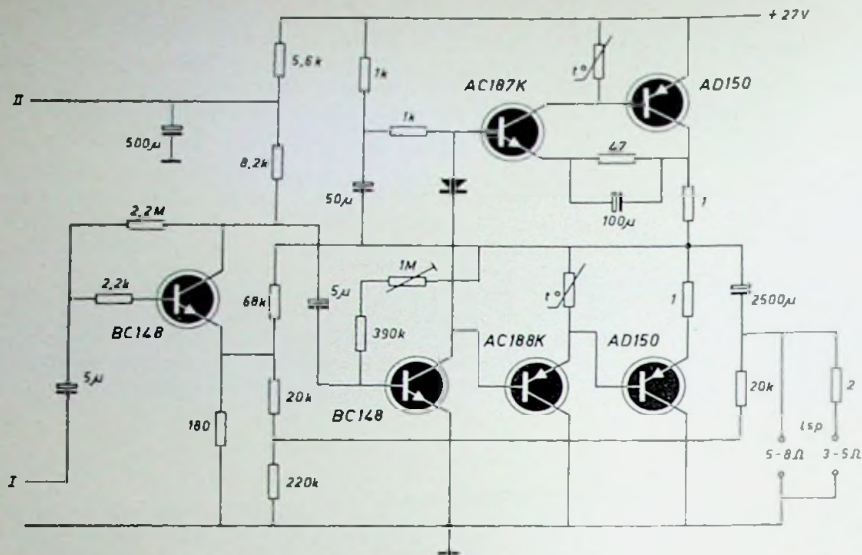 + 27V
5,6k
1k
t°
AC187K
AD150
II
1k
500µ
8,2k
47
50µ
100µ
1
2,2M
1M
t°
2,2k
68k
5µ
1
2500µ
BC148
390k
AC188K
AD150
5µ
20k
20k
2
180
BC148
lsp
5-8Ω
3-5Ω
I
220k